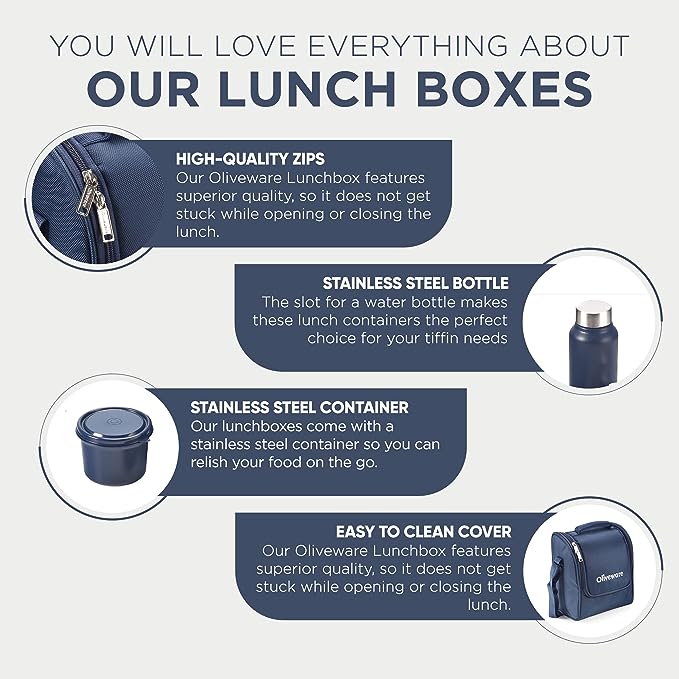 YOU WILL LOVE EVERYTHING ABOUT
OUR LUNCH BOXES
HIGH-QUALITY ZIPS
Our Oliveware Lunchbox features
superior quality, so it does not get
stuck while opening or closing the
lunch.
STAINLESS STEEL BOTTLE
The slot for a water bottle makes
these lunch containers the perfect
choice for your tiffin needs
STAINLESS STEEL CONTAINER
Our lunchboxes come with a
stainless steel container so you can
relish your food on the go.
EASY TO CLEAN COVER
Our Oliveware Lunchbox features
superior quality, so it does not get
stuck while opening or closing the
lunch.
Oliveware